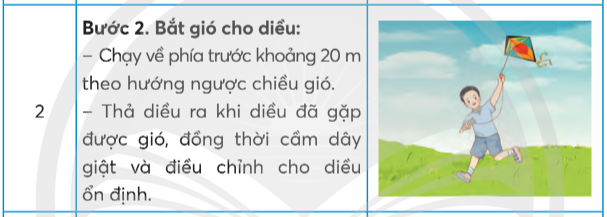 Bước 2. Bắt gió cho diều:
– Chạy về phía trước khoảng 20 m
theo hướng ngược chiều gió.
2
– Thả diều ra khi diều đã gặp
được gió, đồng thời cầm dây
giật và điều chỉnh cho diều
ổn định.